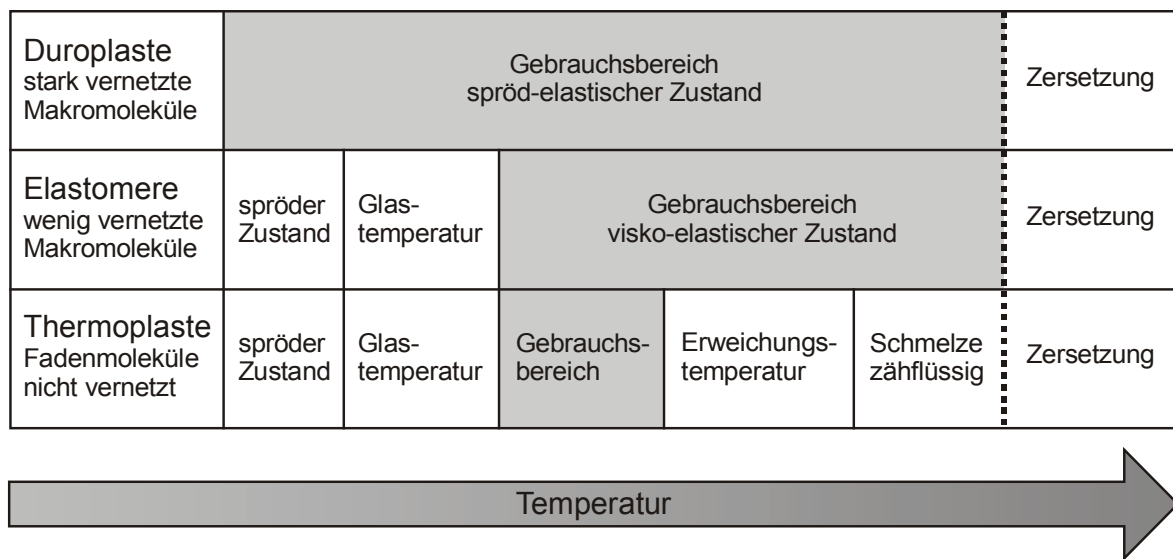 Duroplaste
stark vernetzte
Makromoleküle
Gebrauchsbereich
spröd-elastischer Zustand
Zersetzung
Elastomere
wenig vernetzte
Makromoleküle
spröder
Zustand
Glas-
temperatur
Gebrauchsbereich
visko-elastischer Zustand
Zersetzung
Thermoplaste
Fadenmoleküle
nicht vernetzt
spröder
Zustand
Glas-
temperatur
Gebrauchs-
bereich
Erweichungs-
temperatur
Schmelze
zähflüssig
Zersetzung
Temperatur